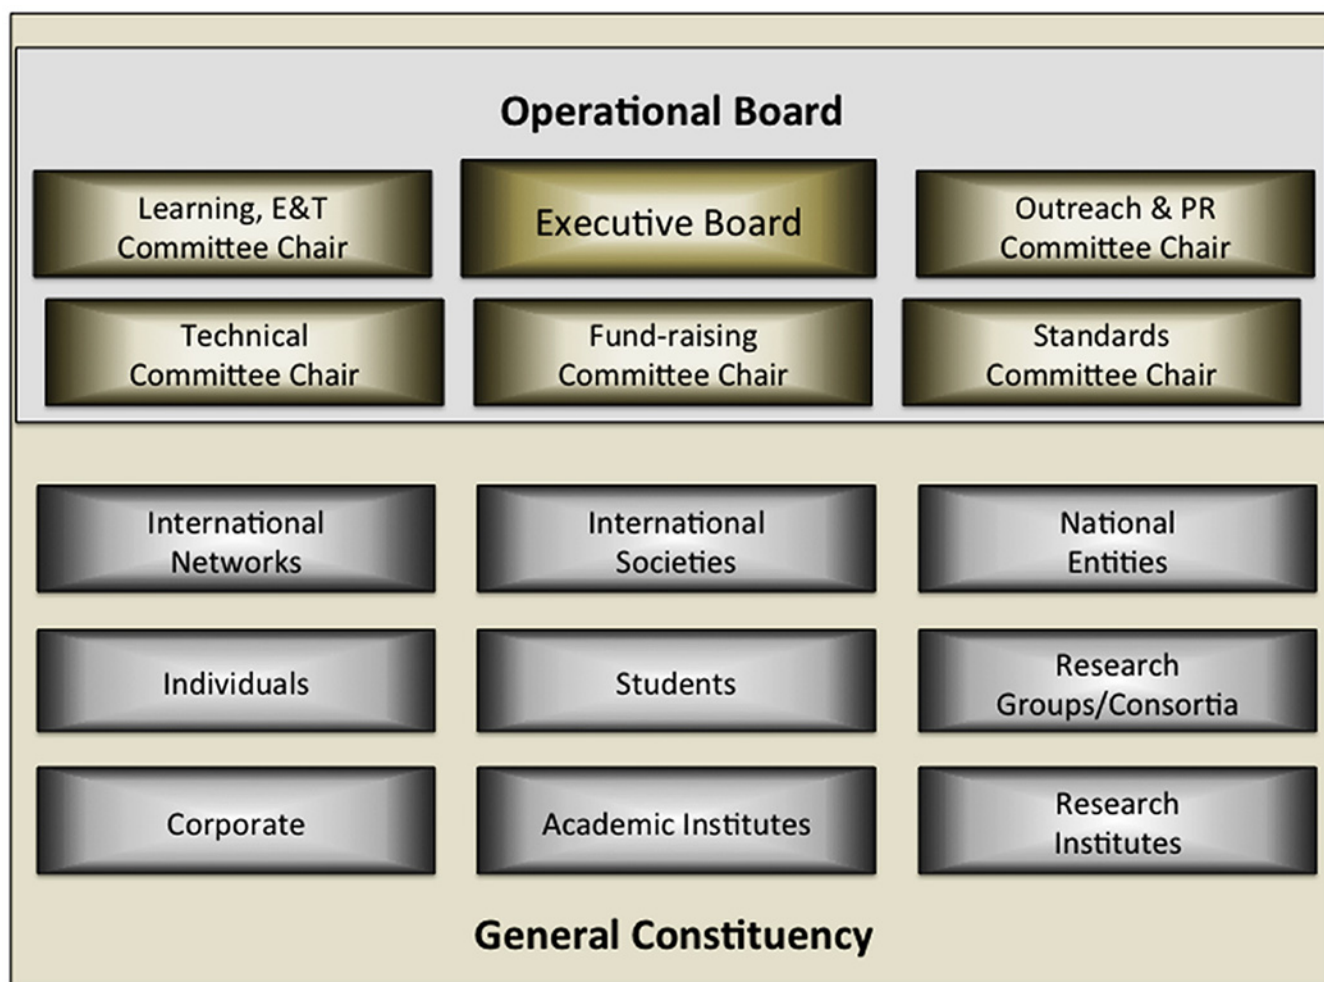 Operational Board
Learning, E&T
Committee Chair
Executive Board
Outreach & PR
Committee Chair
Technical
Committee Chair
Fund-raising
Committee Chair
Standards
Committee Chair
International
Networks
International
Societies
National
Entities
Individuals
Students
Research
Groups/Consortia
Corporate
Academic Institutes
Research
Institutes
General Constituency